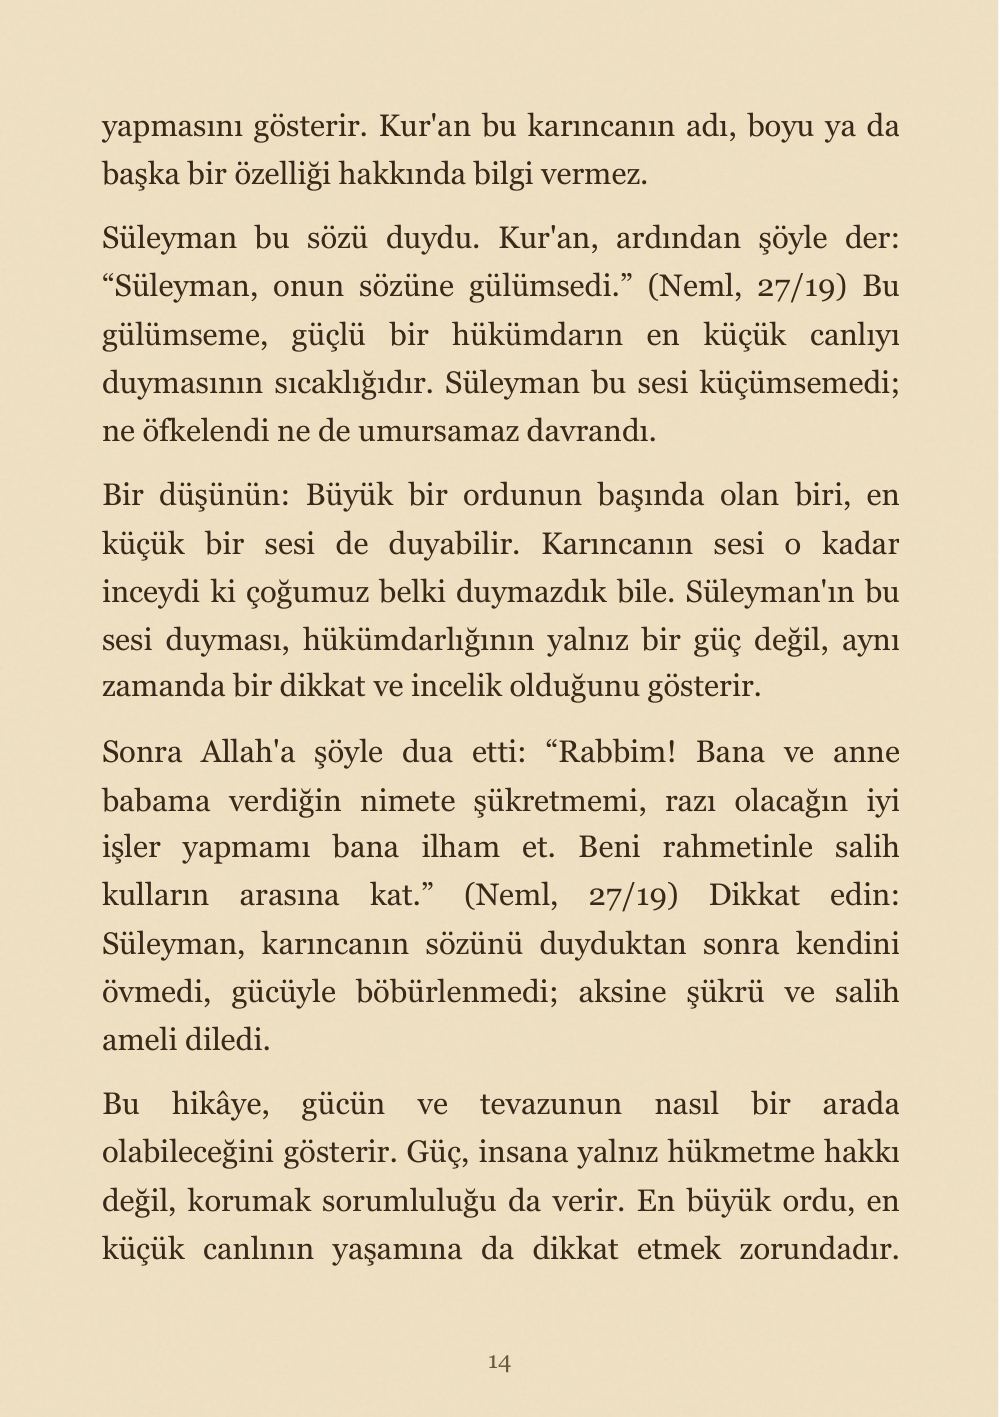 yapmasını gösterir. Kur'an bu karıncanın adı, boyu ya da
başka bir özelliği hakkında bilgi vermez.
Süleyman bu sözü duydu. Kur'an, ardından şöyle der:
“Süleyman, onun sözüne gülümsedi.” (Neml, 27/19) Bu
gülümseme, güçlü bir hükümdarın en küçük canlıyı
duymasının sıcaklığıdır. Süleyman bu sesi küçümsemedi;
ne öfkelendi ne de umursamaz davrandı.
Bir düşünün: Büyük bir ordunun başında olan biri, en
küçük bir sesi de duyabilir. Karıncanın sesi o kadar
inceydi ki çoğumuz belki duymazdık bile. Süleyman'ın bu
sesi duyması, hükümdarlığının yalnız bir güç değil, aynı
zamanda bir dikkat ve incelik olduğunu gösterir.
Sonra Allah'a şöyle dua etti: “Rabbim! Bana ve anne
babama verdiğin nimete şükretmemi, razı olacağın iyi
işler yapmamı bana ilham et. Beni rahmetinle salih
kulların arasına kat.” (Neml, 27/19) Dikkat edin:
Süleyman, karıncanın sözünü duyduktan sonra kendini
övmedi, gücüyle böbürlenmedi; aksine şükrü ve salih
ameli diledi.
Bu hikâye, gücün ve tevazunun nasıl bir arada
olabileceğini gösterir. Güç, insana yalnız hükmetme hakkı
değil, korumak sorumluluğu da verir. En büyük ordu, en
küçük canlının yaşamına da dikkat etmek zorundadır.
14